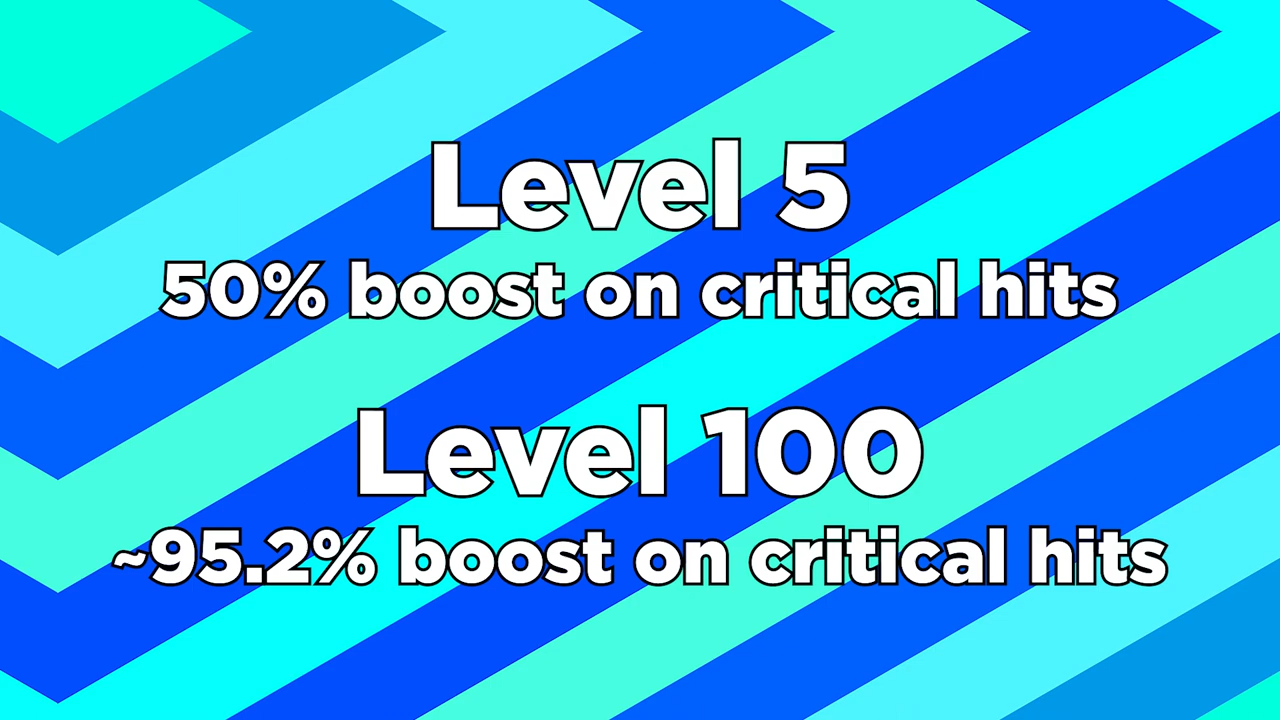 Level 5
50% boost on critical hits
Level 100
~95.2% boost on critical hits